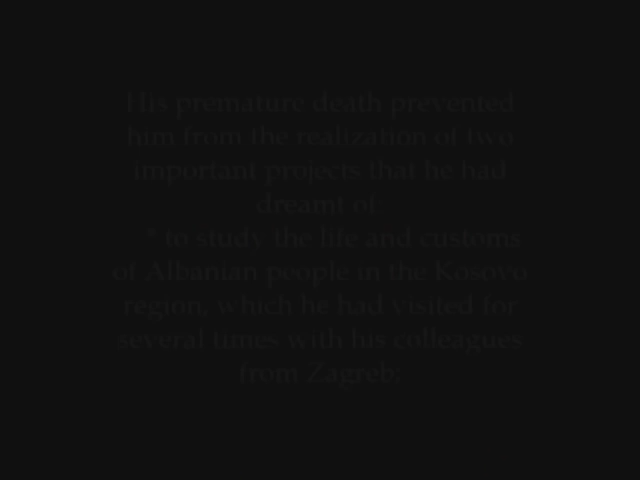 His premature death prevented
him from the realization of two
important projects that he had
dreamt of:
* to study the life and customs
of Albanian people in the Kosovo
region, which he had visited for
several times with his colleagues
from Zagreb;